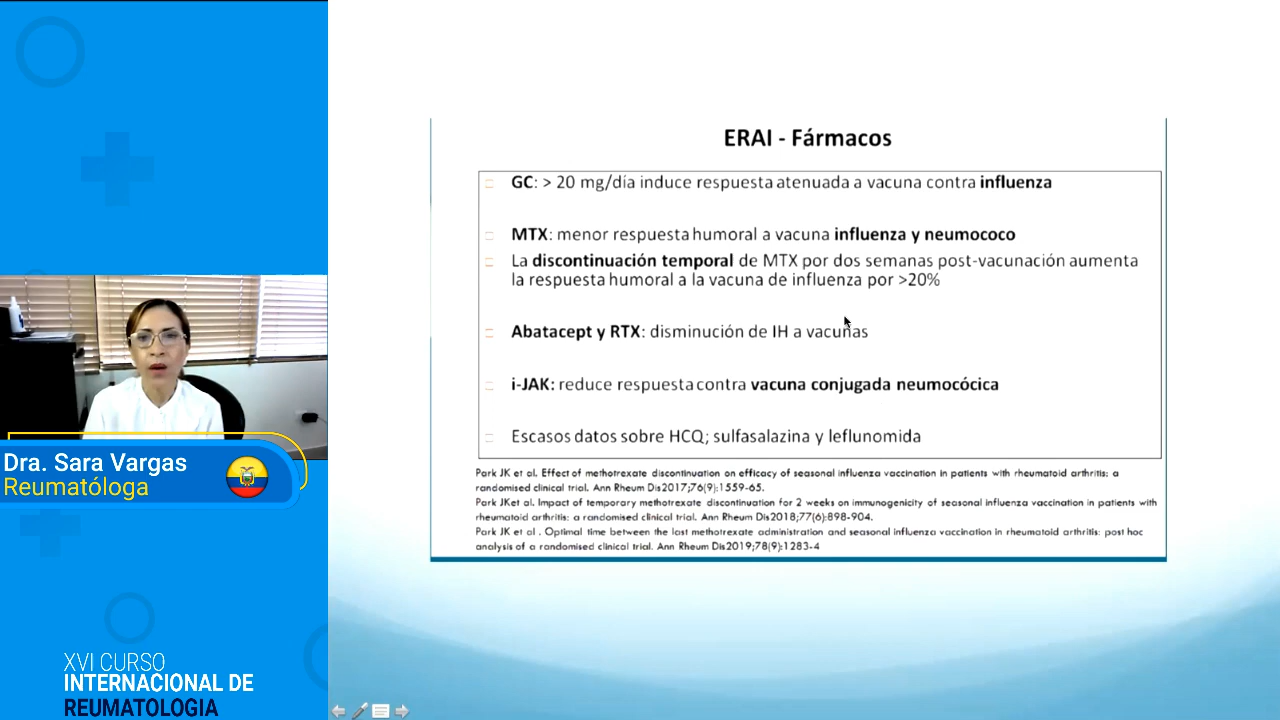 ERAI - Fármacos
GC: > 20 mg/día induce respuesta atenuada a vacuna contra influenza
MTX: menor respuesta humoral a vacuna influenza y neumococo
La discontinuación temporal de MTX por dos semanas post-vacunación aumenta
la respuesta humoral a la vacuna de influenza por >20%
Abatacept y RTX: disminución de IH a vacunas
i-JAK: reduce respuesta contra vacuna conjugada neumocócica
Escasos datos sobre HCQ; sulfasalazina y leflunomida
Park JK et al. Effect of methotrexate discontinuation on efficacy of seasonal influenza vaccination in patients with rheumatoid arthritis: a
randomised clinical trial. Ann Rheum Dis2017;76(9):1559-65.
Park JKet al. Impact of temporary methotrexate discontinuation for 2 weeks on immunogenicity of seasonal influenza vaccination in patients with
rheumatoid arthritis: a randomised clinical trial. Ann Rheum Dis2018;77(6):898-904.
Park JK et al . Optimal time between the last methotrexate administration and seasonal influenza vaccination in rheumatoid arthritis: post hoc
analysis of a randomised clinical trial. Ann Rheum Dis2019;78(9):1283-4
Dra. Sara Vargas
Reumatóloga
XVI CURSO
INTERNACIONAL DE
REUMATOLOGIA